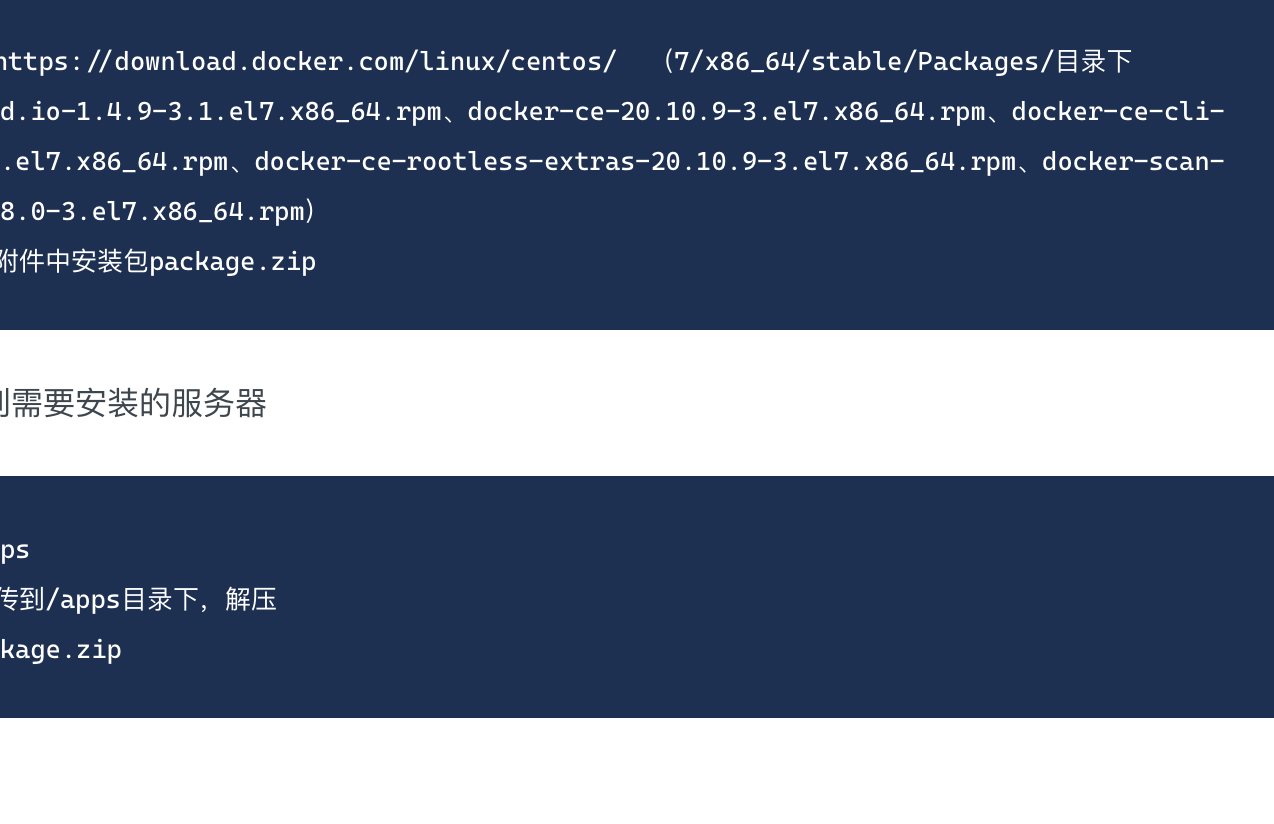 https://download.docker.com/linux/centos/ （7/x86_64/stable/Packages/目录下
d.io-1.4.9-3.1.el7.x86_64.rpm、docker-ce-20.10.9-3.el7.x86_64.rpm、docker-ce-cli-
.el7.x86_64.rpm、docker-ce-rootless-extras-20.10.9-3.el7.x86_64.rpm、docker-scan-
8.0-3.el7.x86_64.rpm）
附件中安装包package.zip
到需要安装的服务器
ps
传到/apps目录下，解压
kage.zip